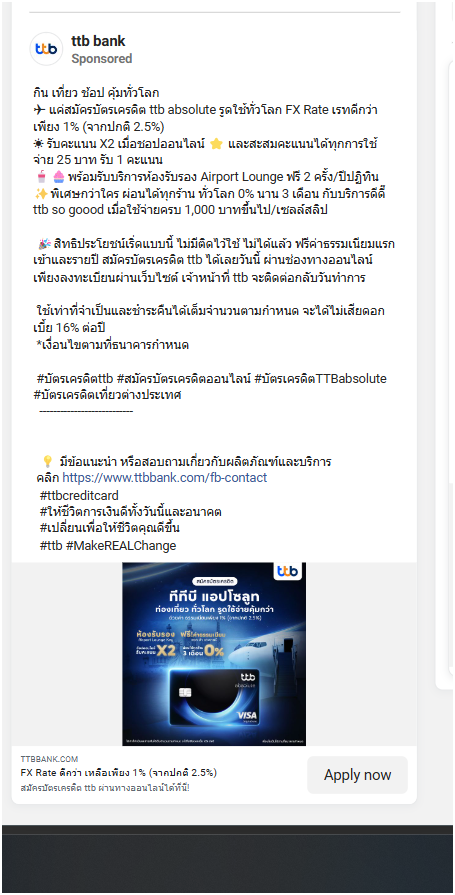 ttb
ttb bank
Sponsored
กิน เที่ยว ช้อป คุ้มทั่วโลก
✈ แค่สมัครบัตรเครดิต ttb absolute รูดใช้ทั่วโลก FX Rate เรทดีกว่า
เพียง 1% (จากปกติ 2.5%)
☀ รับคะแนน X2 เมื่อชอปออนไลน์ ⭐ และสะสมคะแนนได้ทุกการใช้
จ่าย 25 บาท รับ 1 คะแนน
🥤 🧁 พร้อมรับบริการห้องรับรอง Airport Lounge ฟรี 2 ครั้ง/ปีปฏิทิน
✨ พิเศษกว่าใคร ผ่อนได้ทุกร้าน ทั่วโลก 0% นาน 3 เดือน กับบริการดีดี๊
ttb so goood เมื่อใช้จ่ายครบ 1,000 บาทขึ้นไป/เซลล์สลิป
🎉 สิทธิประโยชน์เริ่ดแบบนี้ ไม่มีติดไว้ใช้ ไม่ได้แล้ว ฟรีค่าธรรมเนียมแรก
เข้าและรายปี สมัครบัตรเครดิต ttb ได้เลยวันนี้ ผ่านช่องทางออนไลน์
เพียงลงทะเบียนผ่านเว็บไซต์ เจ้าหน้าที่ ttb จะติดต่อกลับวันทำการ
ใช้เท่าที่จำเป็นและชำระคืนได้เต็มจำนวนตามกำหนด จะได้ไม่เสียดอก
เบี้ย 16% ต่อปี
*เงื่อนไขตามที่ธนาคารกำหนด
#บัตรเครดิตttb #สมัครบัตรเครดิตออนไลน์ #บัตรเครดิตTTBabsolute
#บัตรเครดิตเที่ยวต่างประเทศ
---------------------------
💡 มีข้อแนะนำ หรือสอบถามเกี่ยวกับผลิตภัณฑ์และบริการ
คลิก https://www.ttbbank.com/fb-contact
#ttbcreditcard
#ให้ชีวิตการเงินดีทั้งวันนี้และอนาคต
#เปลี่ยนเพื่อให้ชีวิตคุณดีขึ้น
#ttb #MakeREALChange
ttb
สมัครบัตรเครดิต
ทีทีบี แอปโซลูท
ท่องเที่ยว ทั่วโลก รูดใช้จ่ายคุ้มกว่า
ห้องรับรอง ฟรีค่าธรรมเนียม
X2
3 เดือน 0%
ttb
VISA
TTBBANK.COM
FX Rate ดีกว่า เหลือเพียง 1% (จากปกติ 2.5%)
สมัครบัตรเครดิต ttb ผ่านทางออนไลน์ได้ที่นี่!
Apply now